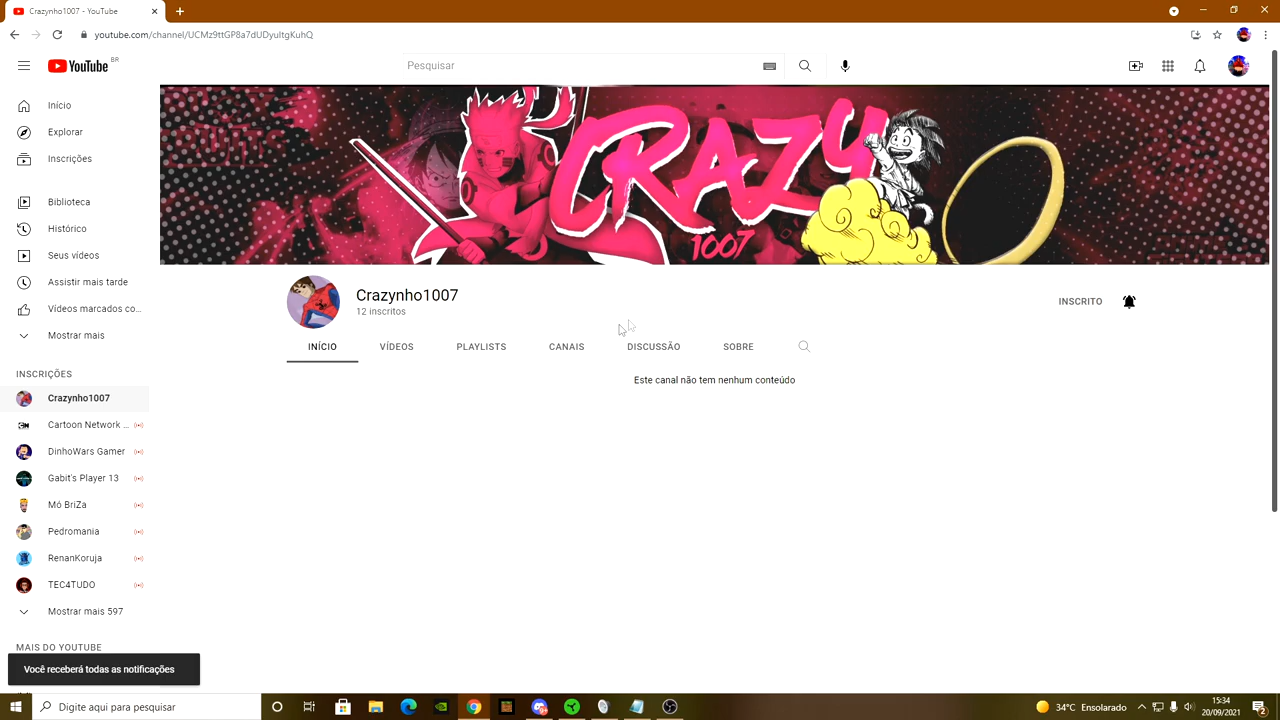 Crazynho1007 - YouTube
youtube.com/channel/UCMz9ttGP8a7dUDyuItgKuhQ
YouTube BR
Pesquisar
Início
Explorar
Inscrições
Biblioteca
Histórico
Seus vídeos
Assistir mais tarde
Vídeos marcados co...
Mostrar mais
INSCRIÇÕES
Crazynho1007
Cartoon Network ...
DinhoWars Gamer
Gabit's Player 13
Mó BriZa
Pedromania
RenanKoruja
TEC4TUDO
Mostrar mais 597
MAIS DO YOUTUBE
CRAZY
1007
Crazynho1007
12 inscritos
INSCRITO
INÍCIO VÍDEOS PLAYLISTS CANAIS DISCUSSÃO SOBRE
Este canal não tem nenhum conteúdo
Você receberá todas as notificações
Digite aqui para pesquisar
34°C Ensolarado
15:34
20/09/2021
2